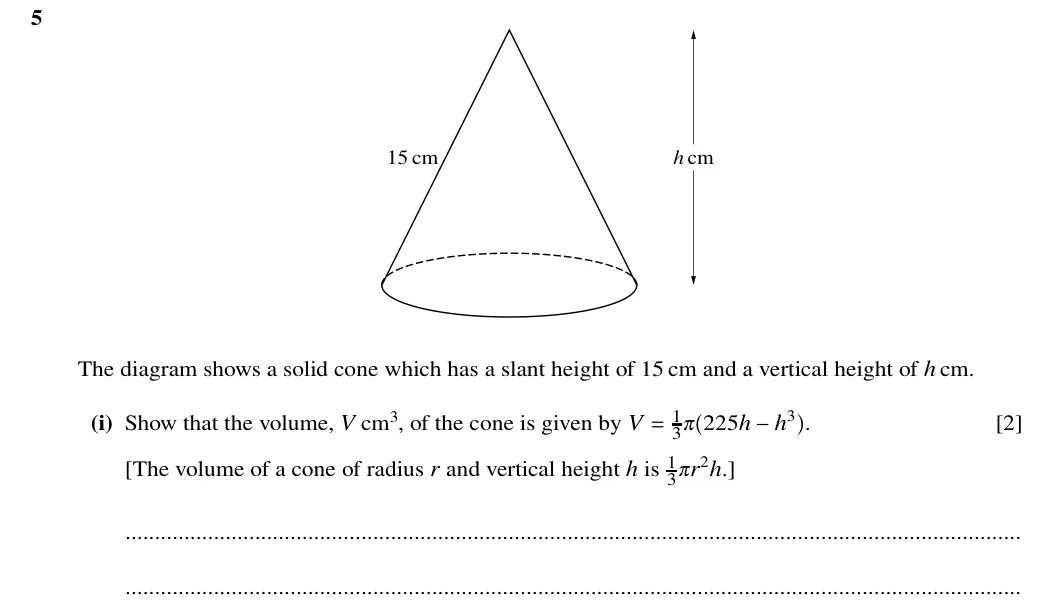 5
15 cm
h cm
The diagram shows a solid cone which has a slant height of 15 cm and a vertical height of h cm.
(i) Show that the volume, V cm³, of the cone is given by V = ⅓π(225h – h³). [2]
[The volume of a cone of radius r and vertical height h is ⅓πr²h.]